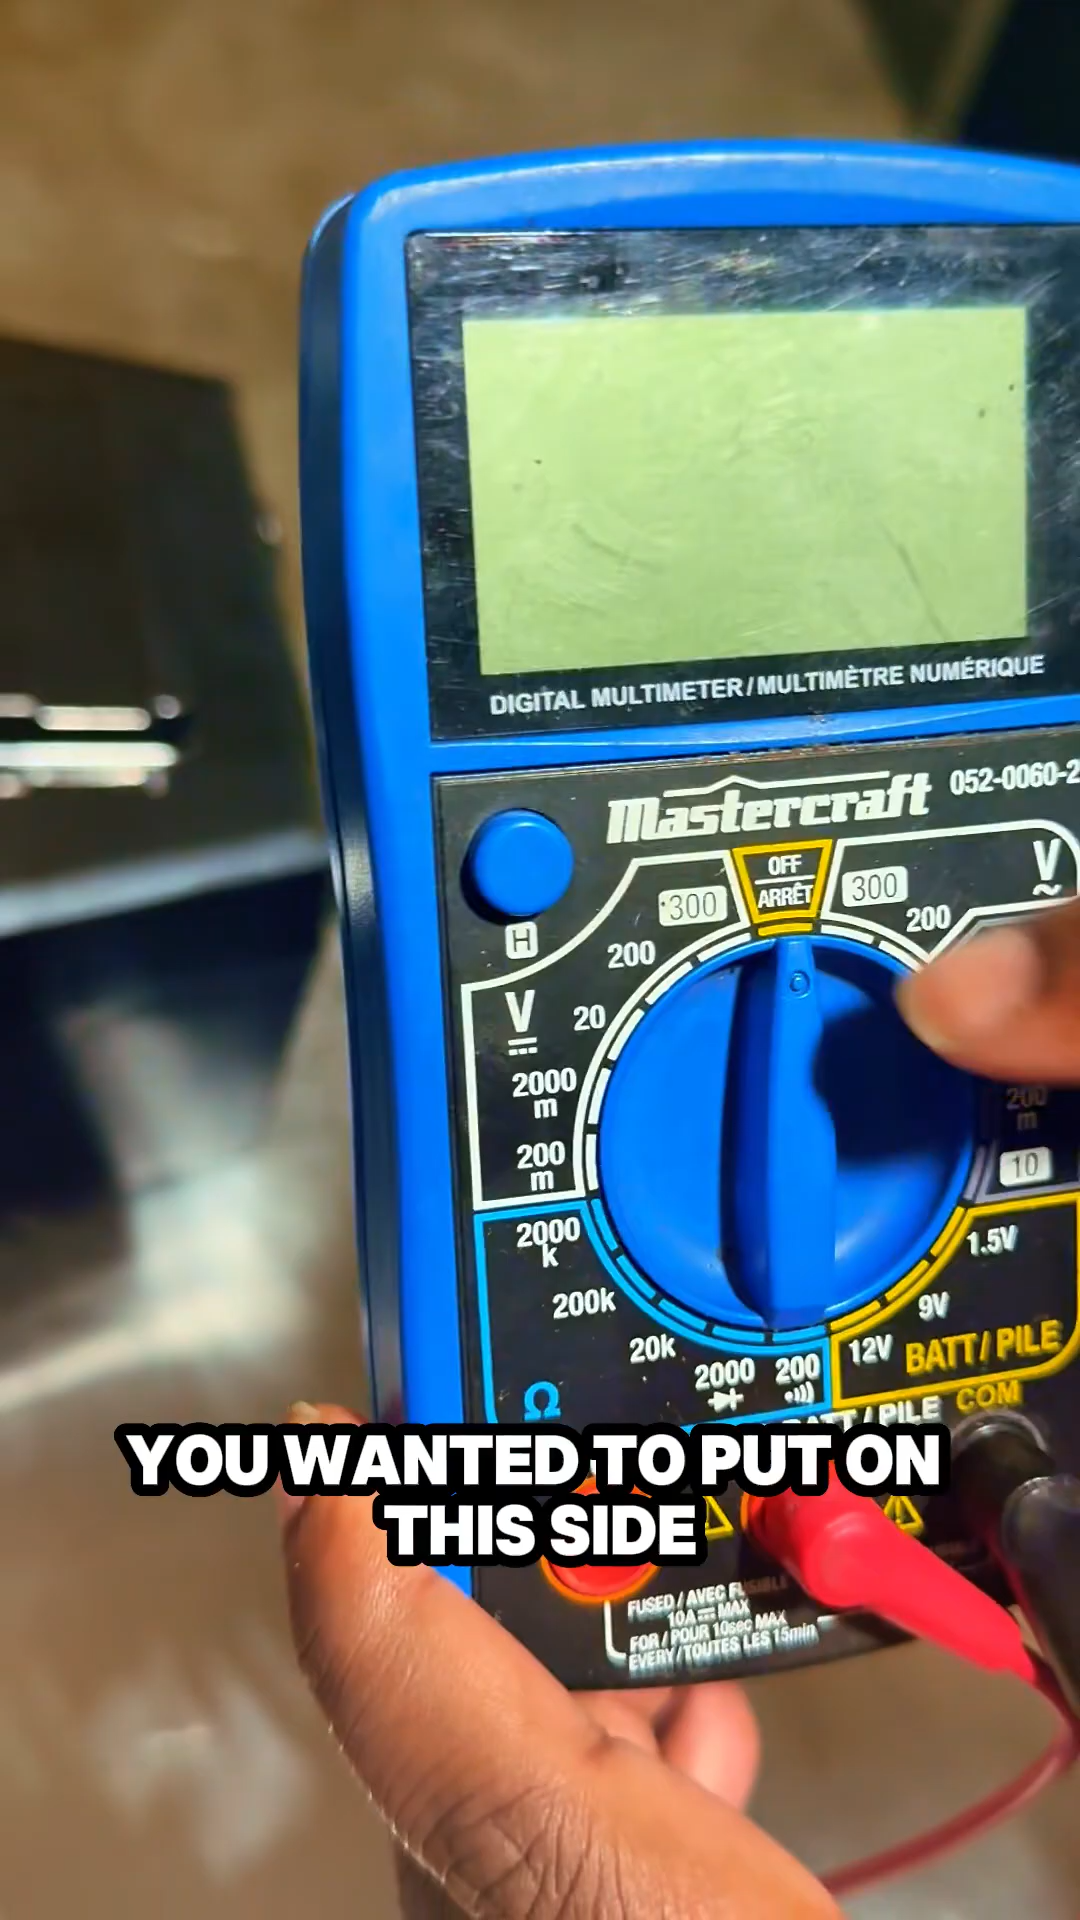 DIGITAL MULTIMETER / MULTIMÈTRE NUMÉRIQUE
Mastercraft 052-0060-2
OFF
ARRÊT
300
300
V
200
200
H
V
20
2000
m
200
m
200
m
10
2000
k
1.5V
200k
9V
20k
12V
BATT / PILE
2000
200
Ω
COM
BATT / PILE
YOU WANTED TO PUT ON
THIS SIDE
FUSED / AVEC FUSIBLE
10A MAX
FOR / POUR 10sec MAX
EVERY / TOUTES LES 15min